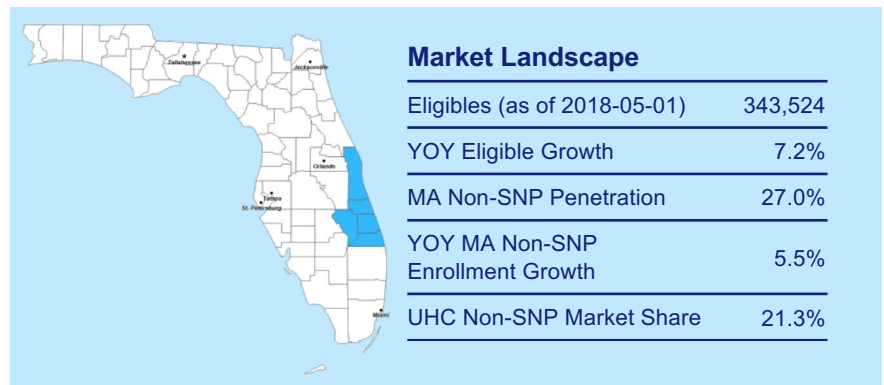 Tallahassee
Jacksonville
Orlando
Tampa
St. Petersburg
Miami
Market Landscape
Eligibles (as of 2018-05-01) 343,524
YOY Eligible Growth 7.2%
MA Non-SNP Penetration 27.0%
YOY MA Non-SNP
Enrollment Growth 5.5%
UHC Non-SNP Market Share 21.3%